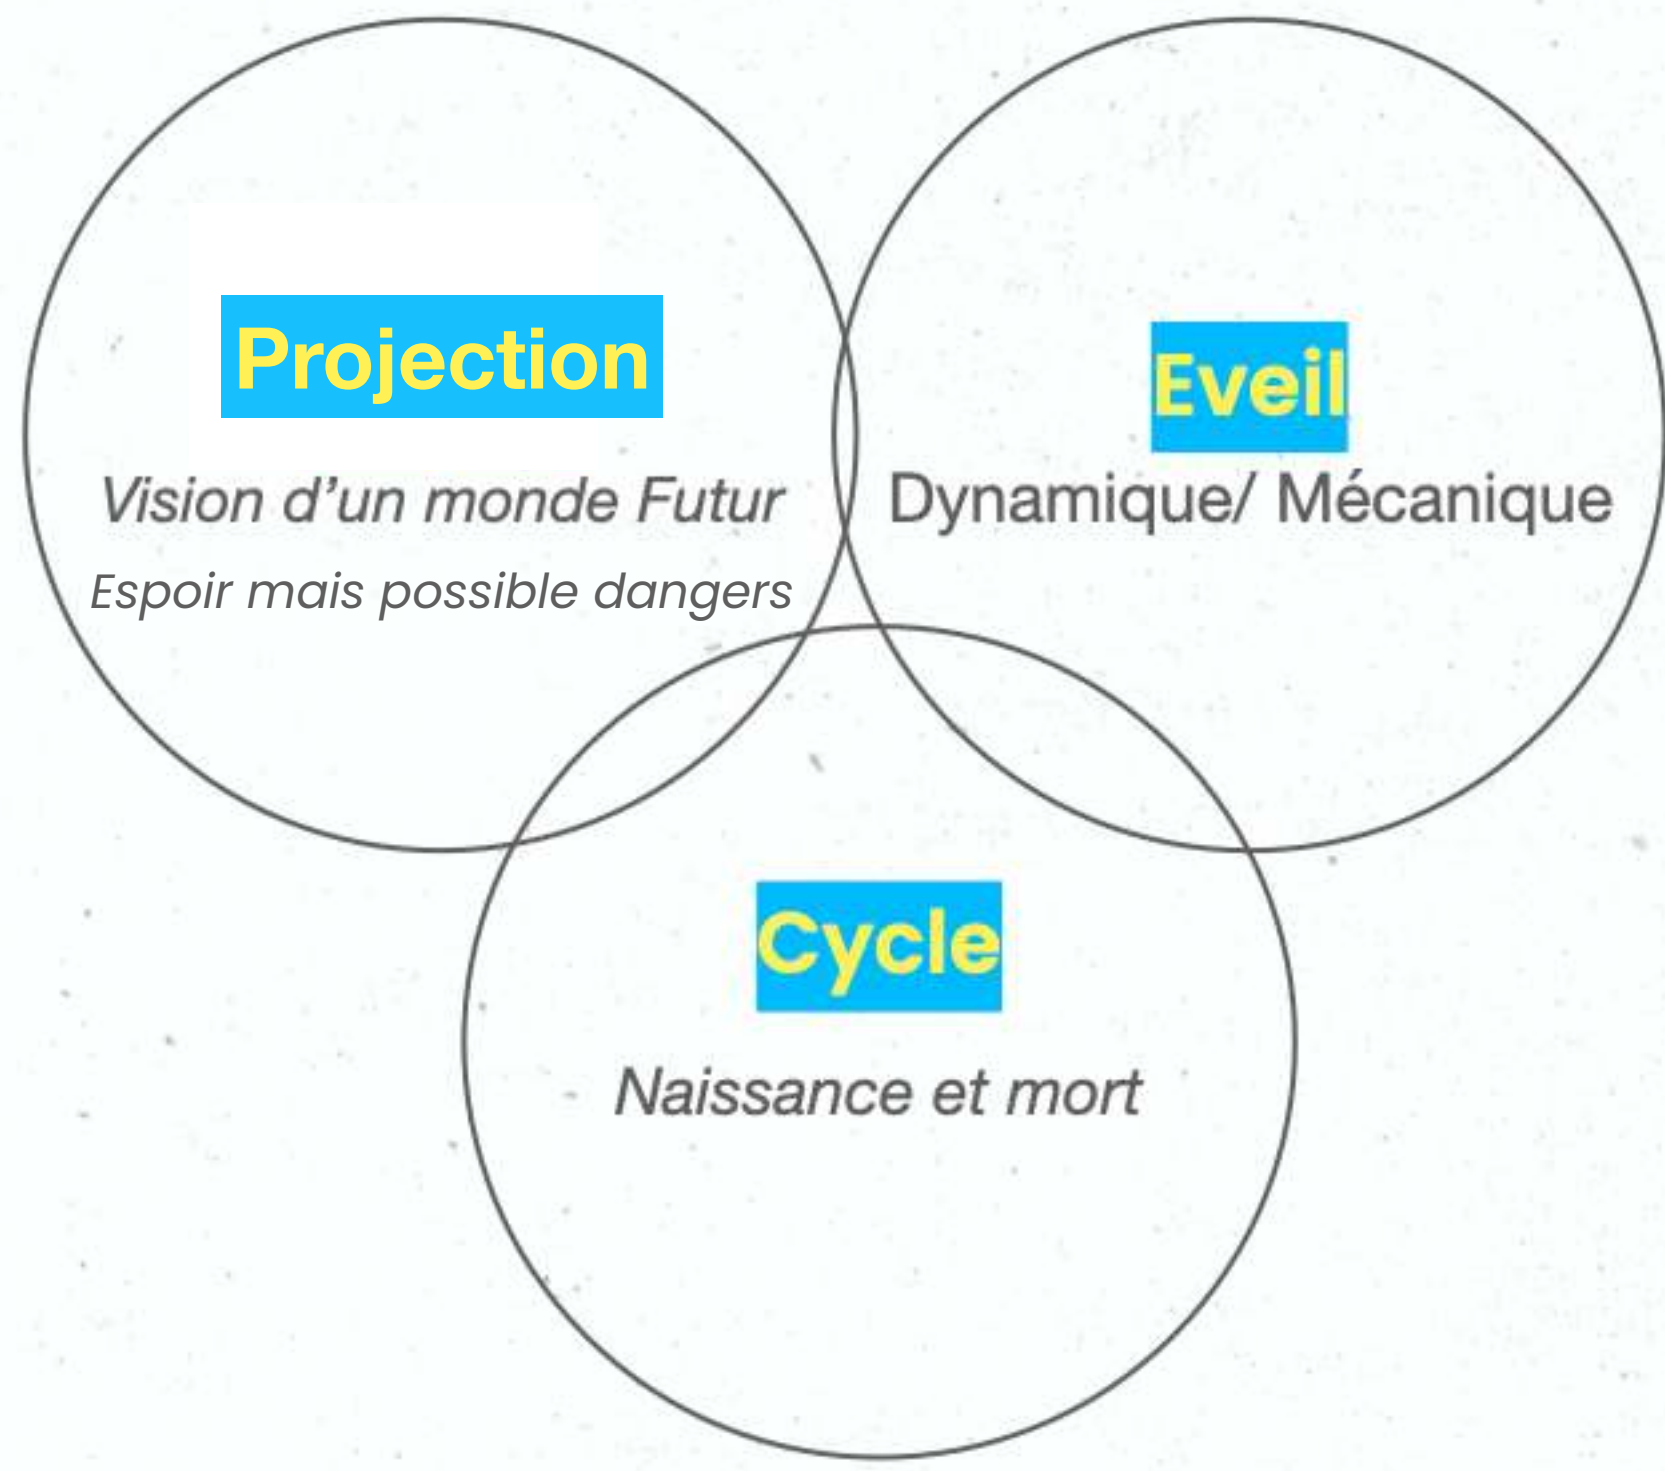 Projection
Vision d’un monde Futur
Espoir mais possible dangers
Eveil
Dynamique/ Mécanique
Cycle
Naissance et mort